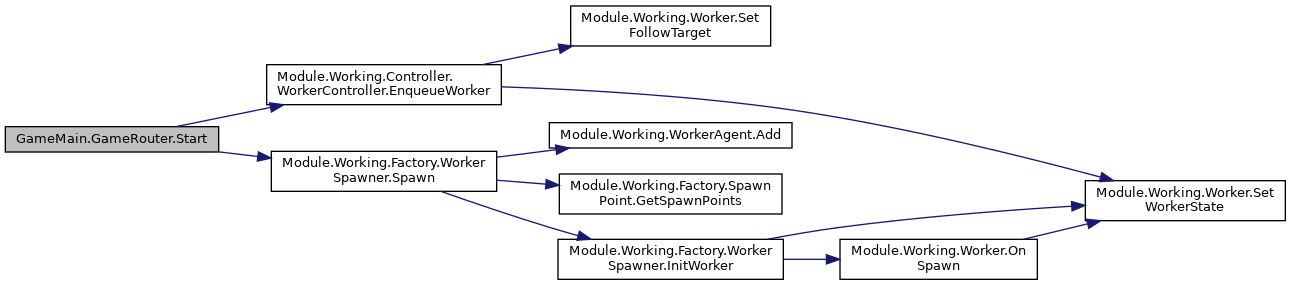 Module.Working.Worker.Set
FollowTarget
Module.Working.Controller.
WorkerController.EnqueueWorker
GameMain.GameRouter.Start
Module.Working.WorkerAgent.Add
Module.Working.Factory.Worker
Spawner.Spawn
Module.Working.Factory.Spawn
Point.GetSpawnPoints
Module.Working.Worker.Set
WorkerState
Module.Working.Factory.Worker
Spawner.InitWorker
Module.Working.Worker.On
Spawn